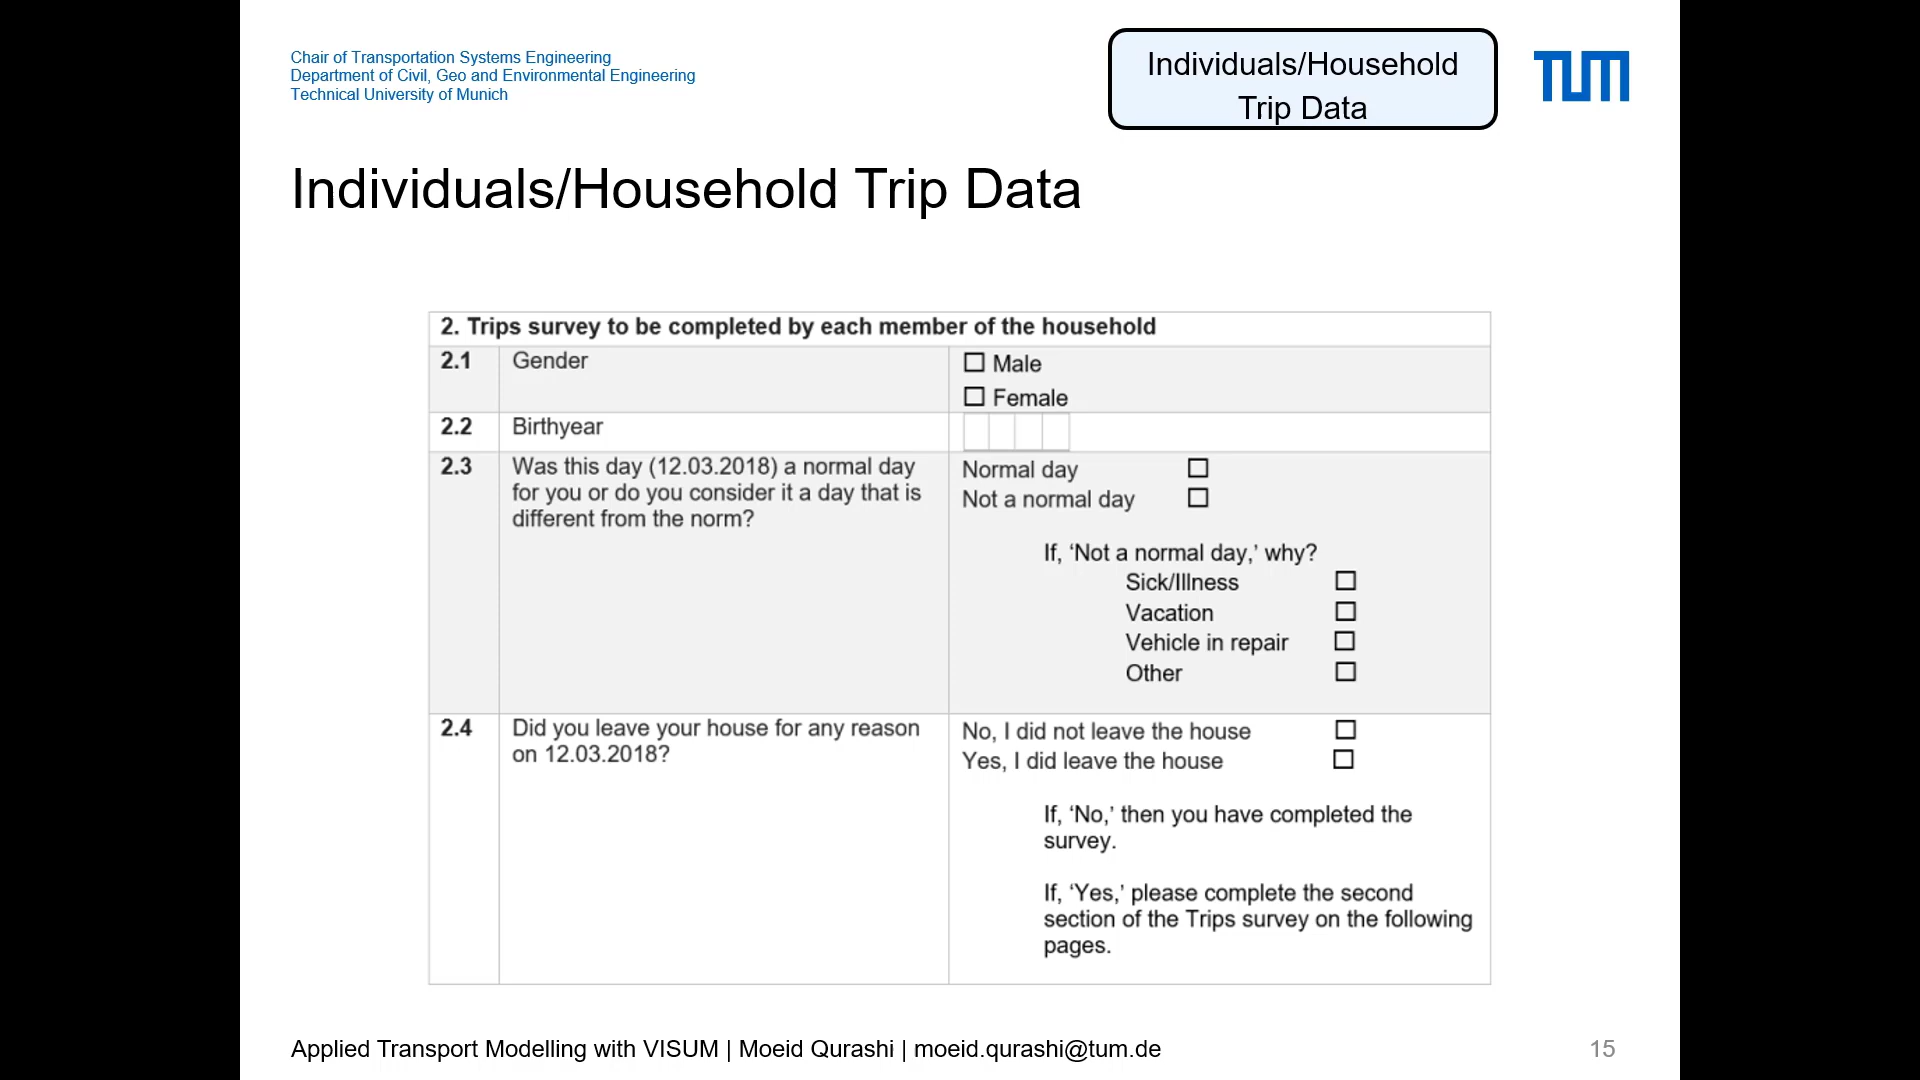 Chair of Transportation Systems Engineering
Department of Civil, Geo and Environmental Engineering
Technical University of Munich
Individuals/Household
Trip Data
TUM
Individuals/Household Trip Data
2. Trips survey to be completed by each member of the household
2.1 Gender
Male
Female
2.2 Birthyear
2.3 Was this day (12.03.2018) a normal day
for you or do you consider it a day that is
different from the norm?
Normal day
Not a normal day
If, ‘Not a normal day,’ why?
Sick/Illness
Vacation
Vehicle in repair
Other
2.4 Did you leave your house for any reason
on 12.03.2018?
No, I did not leave the house
Yes, I did leave the house
If, ‘No,’ then you have completed the
survey.
If, ‘Yes,’ please complete the second
section of the Trips survey on the following
pages.
Applied Transport Modelling with VISUM | Moeid Qurashi | moeid.qurashi@tum.de
15